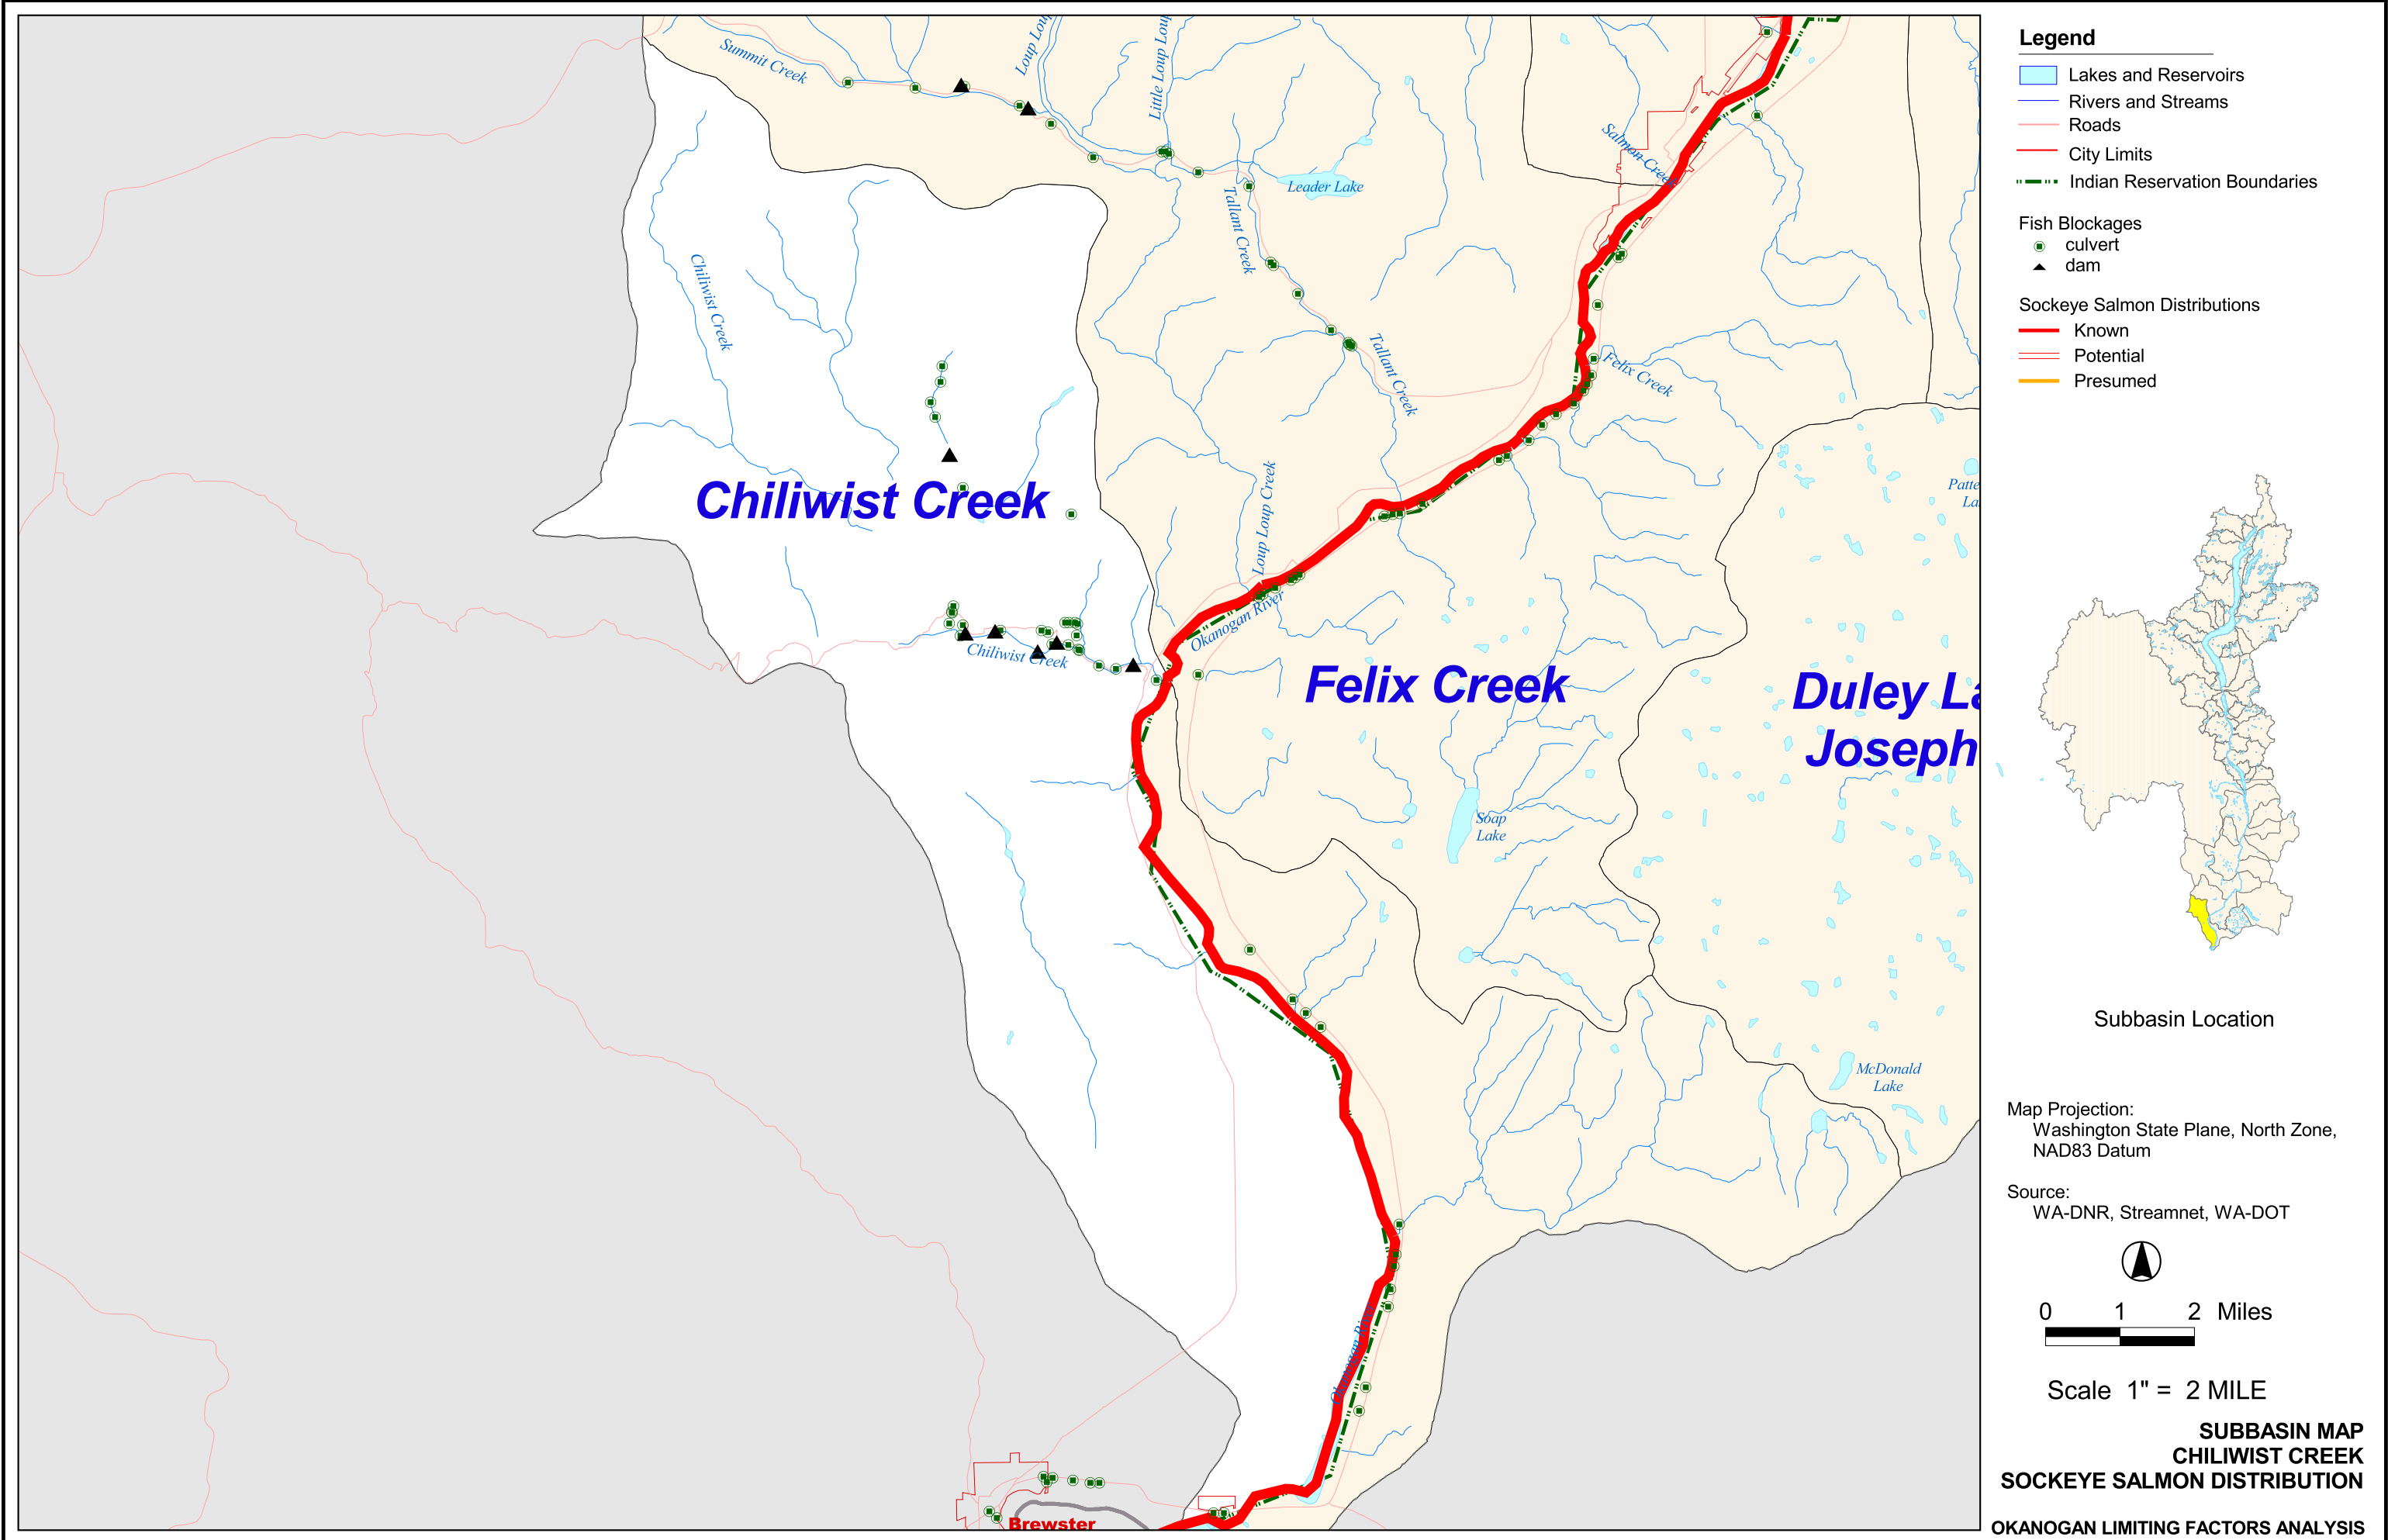 Summit Creek
Loup Lou
Little Loup Loup
Salmon Creek
Leader Lake
Tallant Creek
Chiliwist Creek
Tallant Creek
Felix Creek
Loup Loup Creek
Chiliwist Creek
Okanogan River
Chiliwist Creek
Felix Creek
Patte
La
Duley La
Joseph
Soap
Lake
McDonald
Lake
Okanogan River
Brewster
Legend
Lakes and Reservoirs
Rivers and Streams
Roads
City Limits
Indian Reservation Boundaries
Fish Blockages
culvert
dam
Sockeye Salmon Distributions
Known
Potential
Presumed
Subbasin Location
Map Projection:
Washington State Plane, North Zone,
NAD83 Datum
Source:
WA-DNR, Streamnet, WA-DOT
0 1 2 Miles
Scale 1" = 2 MILE
SUBBASIN MAP
CHILIWIST CREEK
SOCKEYE SALMON DISTRIBUTION
OKANOGAN LIMITING FACTORS ANALYSIS